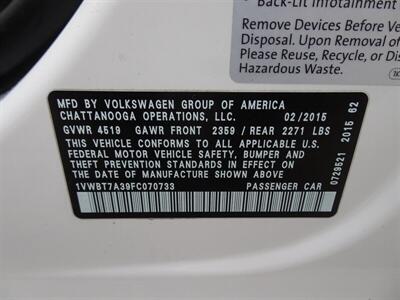 Back-Lit Infotainment
Remove Devices Before Ve
Disposal. Upon Removal of
Please Reuse, Recycle, or Dis
Hazardous Waste.
MFD BY VOLKSWAGEN GROUP OF AMERICA
CHATTANOOGA OPERATIONS, LLC. 02/2015
GVWR 4519 GAWR FRONT 2359 / REAR 2271 LBS
THIS VEHICLE CONFORMS TO ALL APPLICABLE U.S.
FEDERAL MOTOR VEHICLE SAFETY, BUMPER AND
THEFT PREVENTION STANDARDS IN EFFECT ON
THE DATE OF MANUFACTURE SHOWN ABOVE.
1VWBT7A39FC070733 PASSENGER CAR
0729521 2015 62